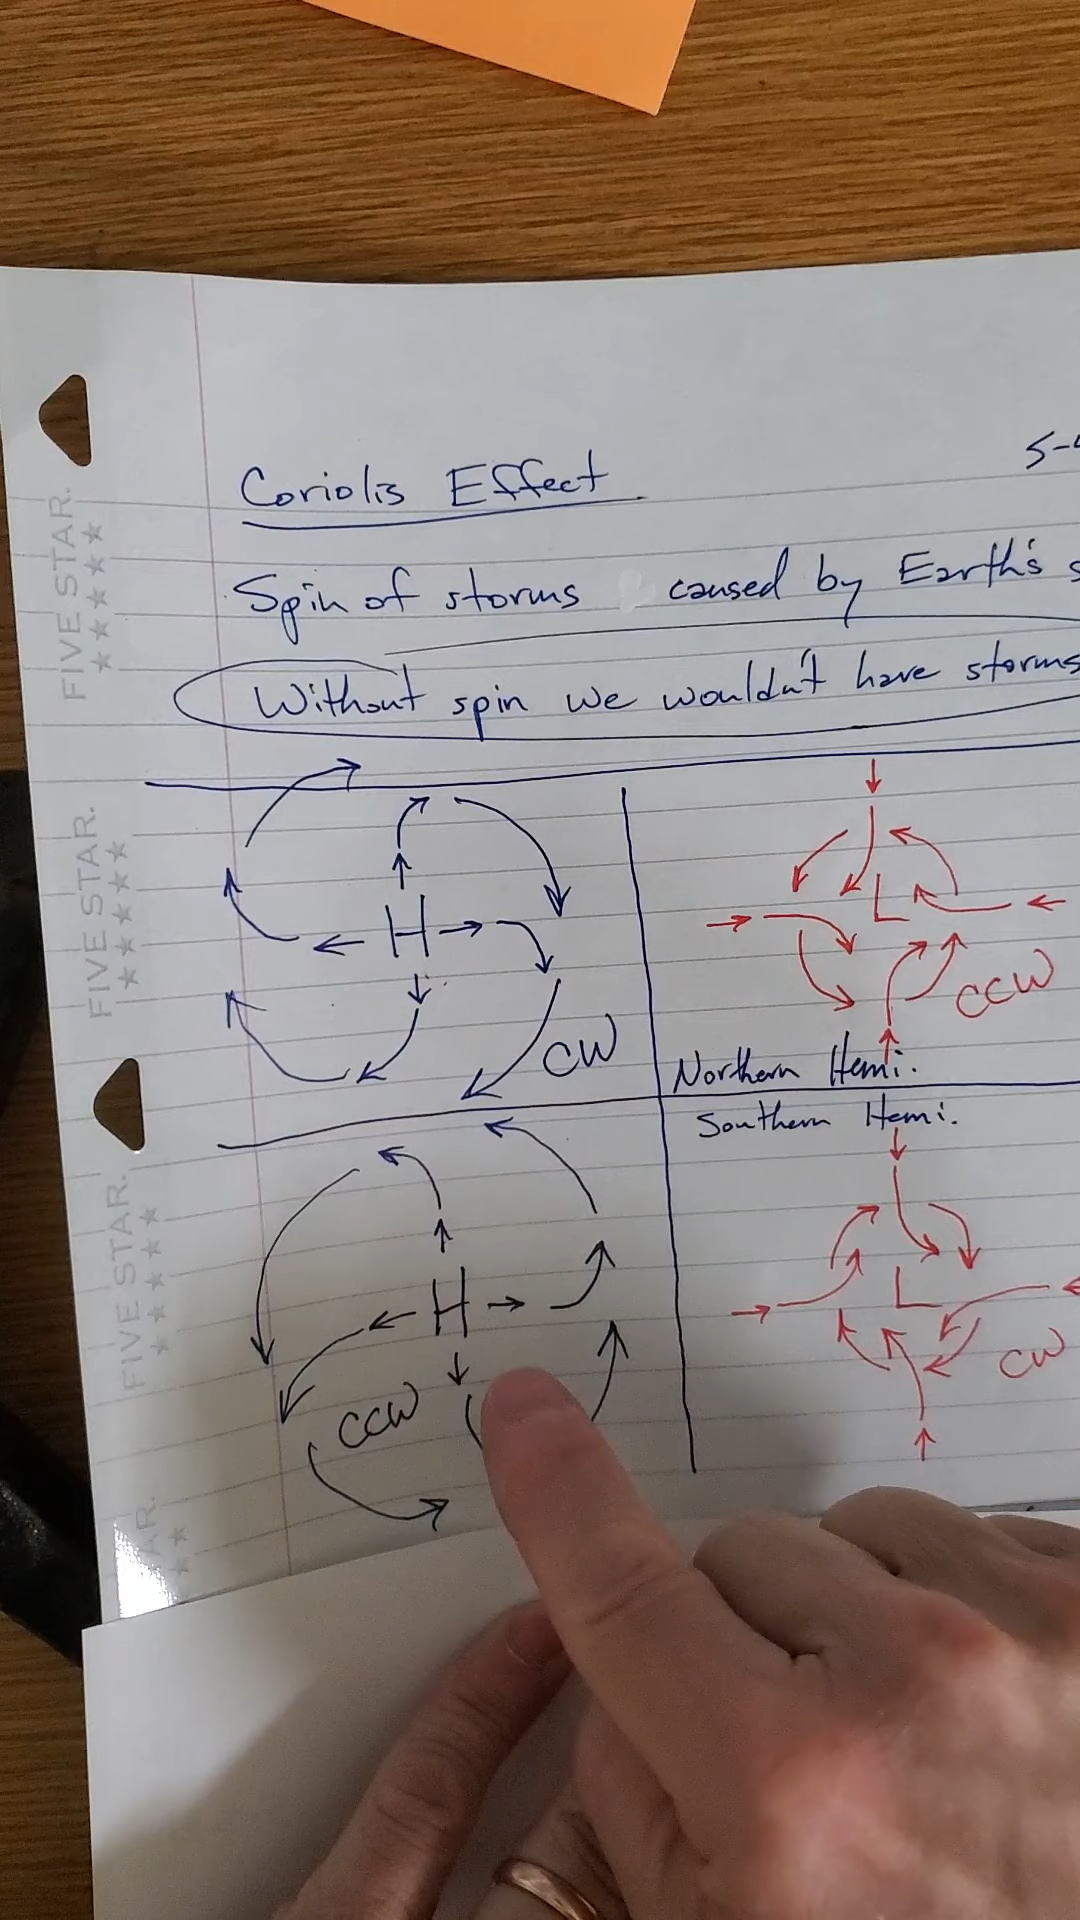 Coriolis Effect
Spin of storms caused by Earth's
Without spin we wouldn't have storms
H
CW
L
CCW
Northern Hemi.
Southern Hemi.
H
CCW
L
CW
FIVE STAR.
FIVE STAR.
FIVE STAR.